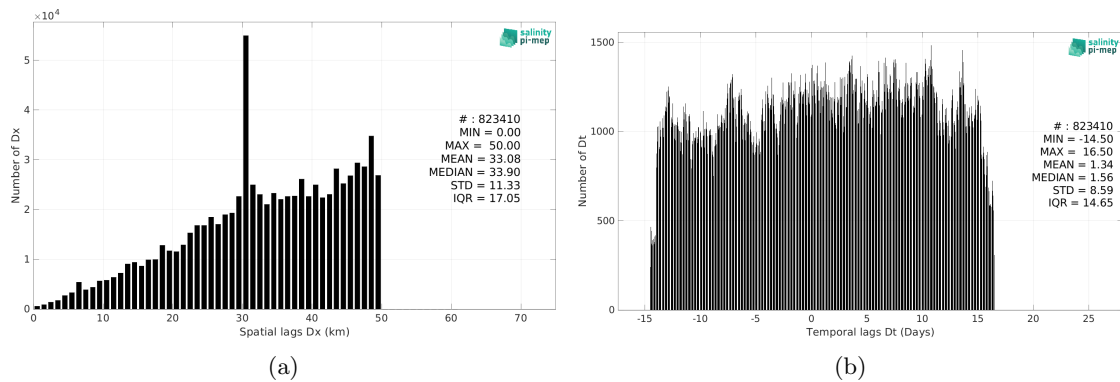 ×10⁴
5
4
3
2
1
0
Number of Dx
0 10 20 30 40 50 60 70
Spatial lags Dx (km)
salinity
pi-mep
# : 823410
MIN = 0.00
MAX = 50.00
MEAN = 33.08
MEDIAN = 33.90
STD = 11.33
IQR = 17.05
(a)
1500
1000
500
0
Number of Dt
-15 -10 -5 0 5 10 15 20 25
Temporal lags Dt (Days)
salinity
pi-mep
# : 823410
MIN = -14.50
MAX = 16.50
MEAN = 1.34
MEDIAN = 1.56
STD = 8.59
IQR = 14.65
(b)